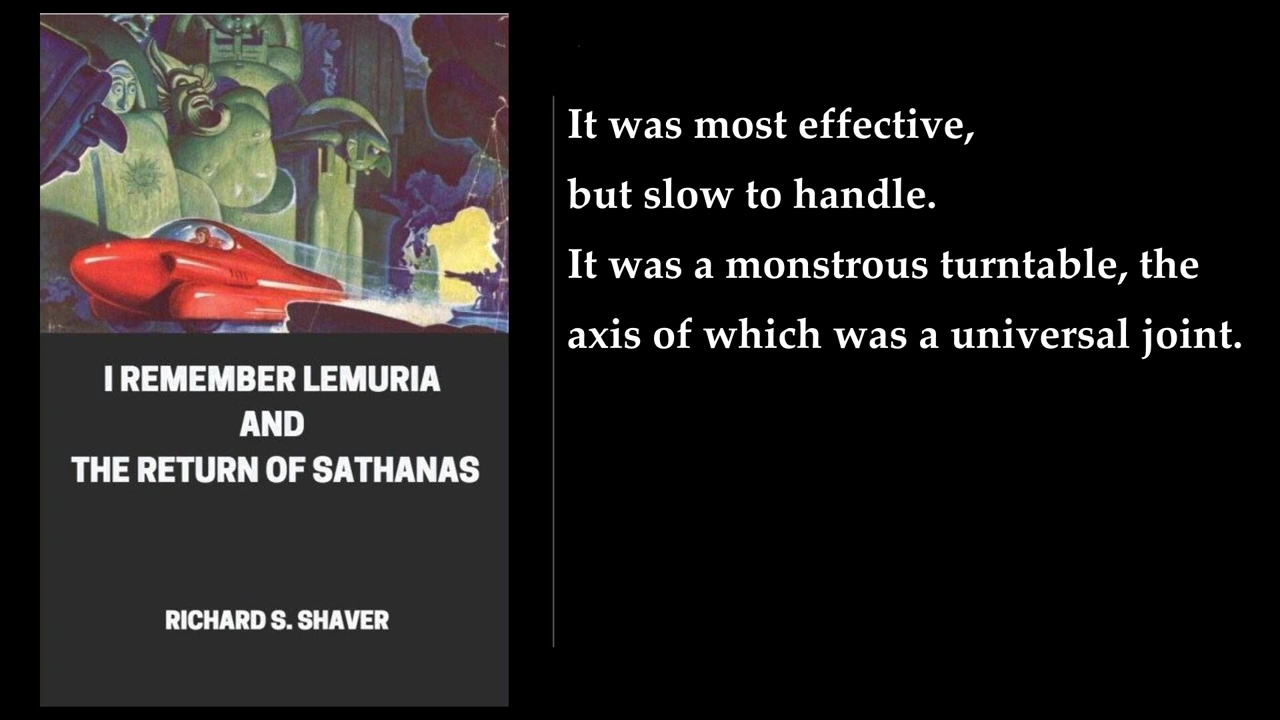 I REMEMBER LEMURIA
AND
THE RETURN OF SATHANAS
RICHARD S. SHAVER
It was most effective,
but slow to handle.
It was a monstrous turntable, the
axis of which was a universal joint.